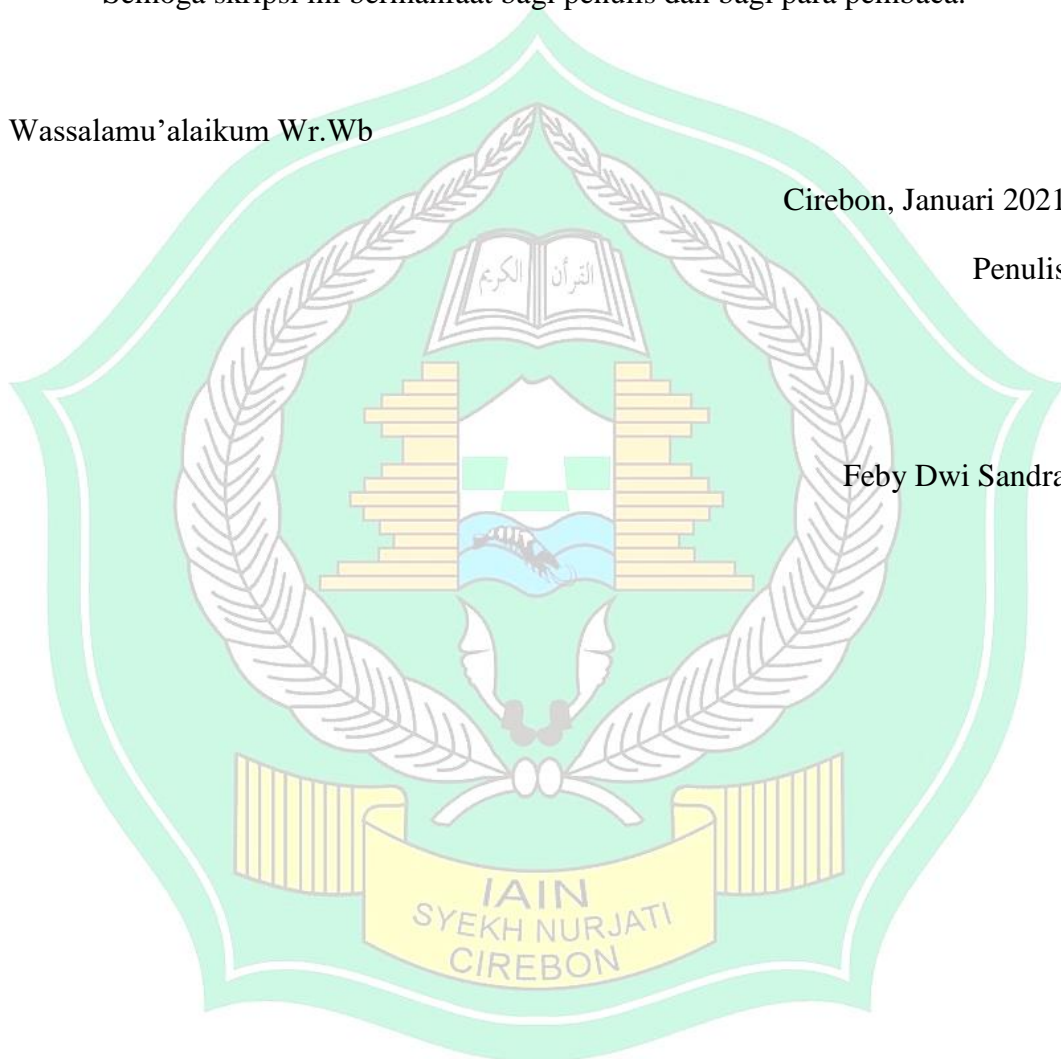 Semoga skripsi ini bermanfaat bagi penulis dan bagi para pembaca.
Wassalamu’alaikum Wr.Wb
Cirebon, Januari 2021
Penulis
القرأن الكريم
Feby Dwi Sandra
IAIN
SYEKH NURJATI
CIREBON